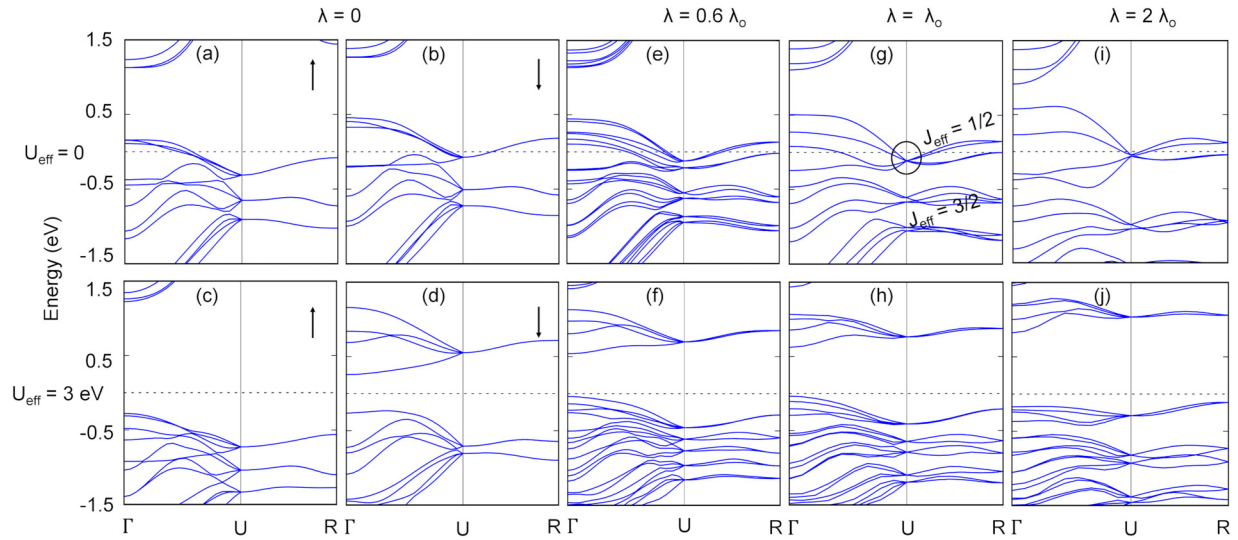 λ = 0 λ = 0.6 λo λ = λo λ = 2 λo
1.5 (a) (b) (e) (g) (i)
0.5
Ueff = 0
Jeff = 1/2
-0.5
Jeff = 3/2
-1.5
Energy (eV)
1.5 (c) (d) (f) (h) (j)
0.5
Ueff = 3 eV
-0.5
-1.5
Γ U R Γ U R Γ U R Γ U R Γ U R